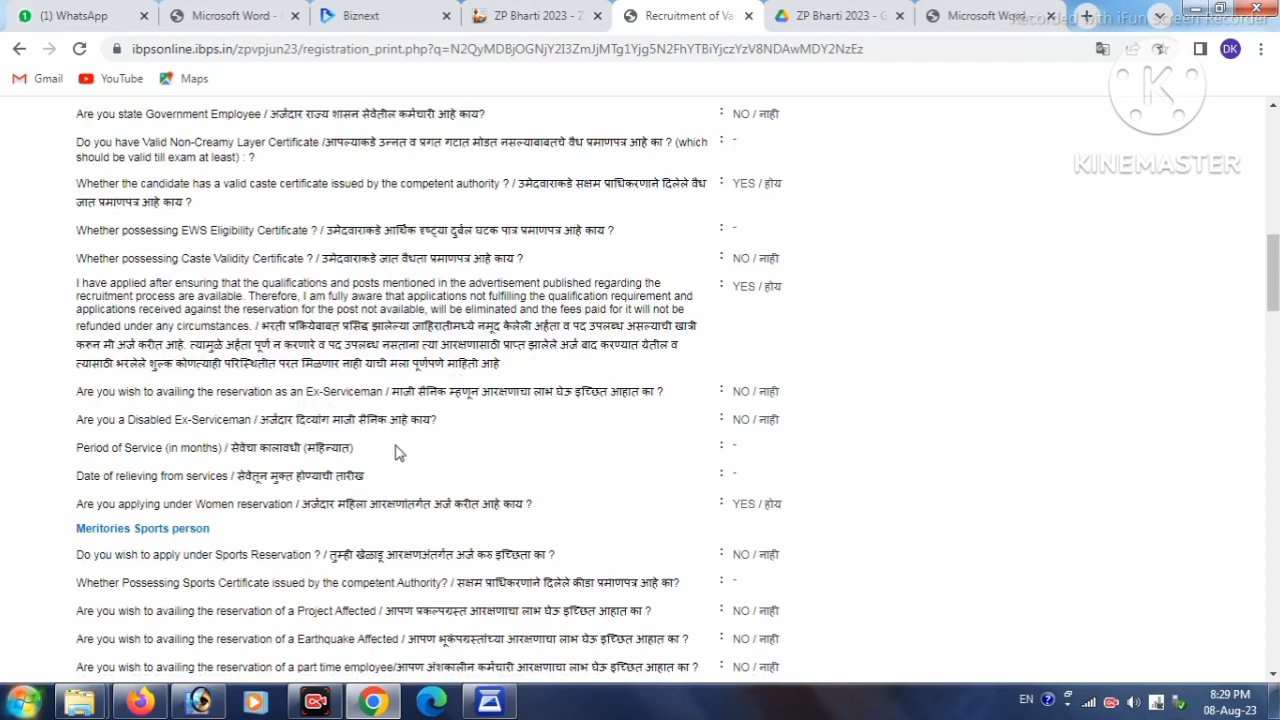 (1) WhatsApp
Microsoft Word -
Biznext
ZP Bharti 2023 - Z
Recruitment of Va
ZP Bharti 2023 - G
Microsoft Word
Recorded with iFun Screen Recorder
ibpsonline.ibps.in/zpvpjun23/registration_print.php?q=N2QyMDBjOGNjY2I3ZmJjMTg1Yjg5N2FhYTBiYjczYzV8NDAwMDY2NzEz
DK
Gmail YouTube Maps
K
KINEMASTER
Are you state Government Employee / अर्जदार राज्य शासन सेवेतील कर्मचारी आहे काय? : NO / नाही
Do you have Valid Non-Creamy Layer Certificate /आपल्याकडे उन्नत व प्रगत गटात मोडत नसल्याबाबतचे वैध प्रमाणपत्र आहे का ? (which : -
should be valid till exam at least) : ?
Whether the candidate has a valid caste certificate issued by the competent authority ? / उमेदवाराकडे सक्षम प्राधिकरणाने दिलेले वैध : YES / होय
जात प्रमाणपत्र आहे काय ?
Whether possessing EWS Eligibility Certificate ? / उमेदवाराकडे आर्थिक दृष्ट्या दुर्बल घटक पात्र प्रमाणपत्र आहे काय ? : -
Whether possessing Caste Validity Certificate ? / उमेदवाराकडे जात वैधता प्रमाणपत्र आहे काय ? : NO / नाही
I have applied after ensuring that the qualifications and posts mentioned in the advertisement published regarding the : YES / होय
recruitment process are available. Therefore, I am fully aware that applications not fulfilling the qualification requirement and
applications received against the reservation for the post not available, will be eliminated and the fees paid for it will not be
refunded under any circumstances. / भरती प्रकियेबाबत प्रसिद्ध झालेल्या जाहिरातीमध्ये नमूद केलेली अर्हता व पद उपलब्ध असल्याची खात्री
करुन मी अर्ज करीत आहे. त्यामुळे अर्हता पूर्ण न करणारे व पद उपलब्ध नसताना त्या आरक्षणासाठी प्राप्त झालेले अर्ज बाद करण्यात येतील व
त्यासाठी भरलेले शुल्क कोणत्याही परिस्थितीत परत मिळणार नाही याची मला पूर्णपणे माहिती आहे
Are you wish to availing the reservation as an Ex-Serviceman / माजी सैनिक म्हणून आरक्षणाचा लाभ घेऊ इच्छित आहात का ? : NO / नाही
Are you a Disabled Ex-Serviceman / अर्जदार दिव्यांग माजी सैनिक आहे काय? : NO / नाही
Period of Service (in months) / सेवेचा कालावधी (महिन्यात) : -
Date of relieving from services / सेवेतून मुक्त होण्याची तारीख : -
Are you applying under Women reservation / अर्जदार महिला आरक्षणांतर्गत अर्ज करीत आहे काय ? : YES / होय
Meritories Sports person
Do you wish to apply under Sports Reservation ? / तुम्ही खेळाडू आरक्षणअंतर्गत अर्ज करु इच्छिता का ? : NO / नाही
Whether Possessing Sports Certificate issued by the competent Authority? / सक्षम प्राधिकरणाने दिलेले कीडा प्रमाणपत्र आहे का? : -
Are you wish to availing the reservation of a Project Affected / आपण प्रकल्पग्रस्त आरक्षणाचा लाभ घेऊ इच्छित आहात का ? : NO / नाही
Are you wish to availing the reservation of a Earthquake Affected / आपण भूकंपग्रस्तांच्या आरक्षणाचा लाभ घेऊ इच्छित आहात का ? : NO / नाही
Are you wish to availing the reservation of a part time employee/आपण अंशकालीन कर्मचारी आरक्षणाचा लाभ घेऊ इच्छित आहात का ? : NO / नाही
EN
8:29 PM
08-Aug-23